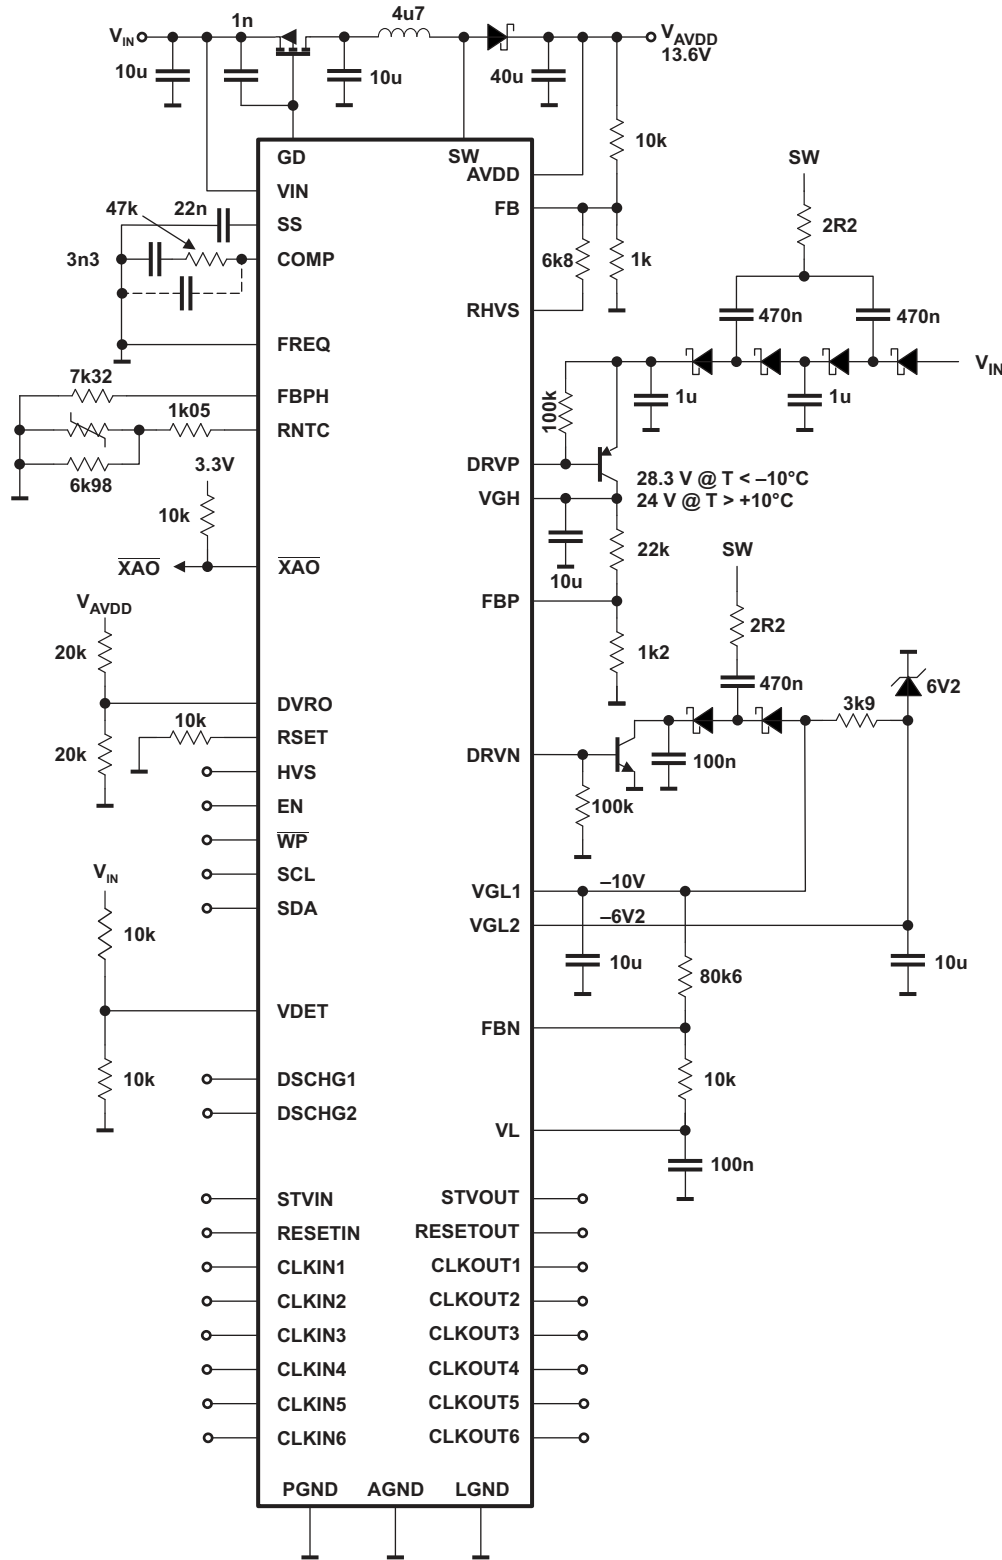 1n
4u7
V_IN
V_AVDD
13.6V
10u
10u
40u
10k
GD
SW
AVDD
VIN
SW
47k
22n
SS
FB
2R2
3n3
COMP
6k8
1k
RHVS
470n
470n
FREQ
V_IN
7k32
FBPH
1u
1u
100k
1k05
RNTC
3.3V
DRVP
6k98
28.3 V @ T < –10°C
VGH
24 V @ T > +10°C
10k
22k
SW
XAO
XAO
10u
V_AVDD
FBP
2R2
20k
1k2
470n
6V2
DVRO
3k9
10k
RSET
20k
DRVN
100n
HVS
EN
100k
WP
V_IN
SCL
VGL1
–10V
SDA
VGL2
–6V2
10k
10u
80k6
10u
VDET
FBN
10k
DSCHG1
10k
DSCHG2
VL
100n
STVIN
STVOUT
RESETIN
RESETOUT
CLKIN1
CLKOUT1
CLKIN2
CLKOUT2
CLKIN3
CLKOUT3
CLKIN4
CLKOUT4
CLKIN5
CLKOUT5
CLKIN6
CLKOUT6
PGND
AGND
LGND